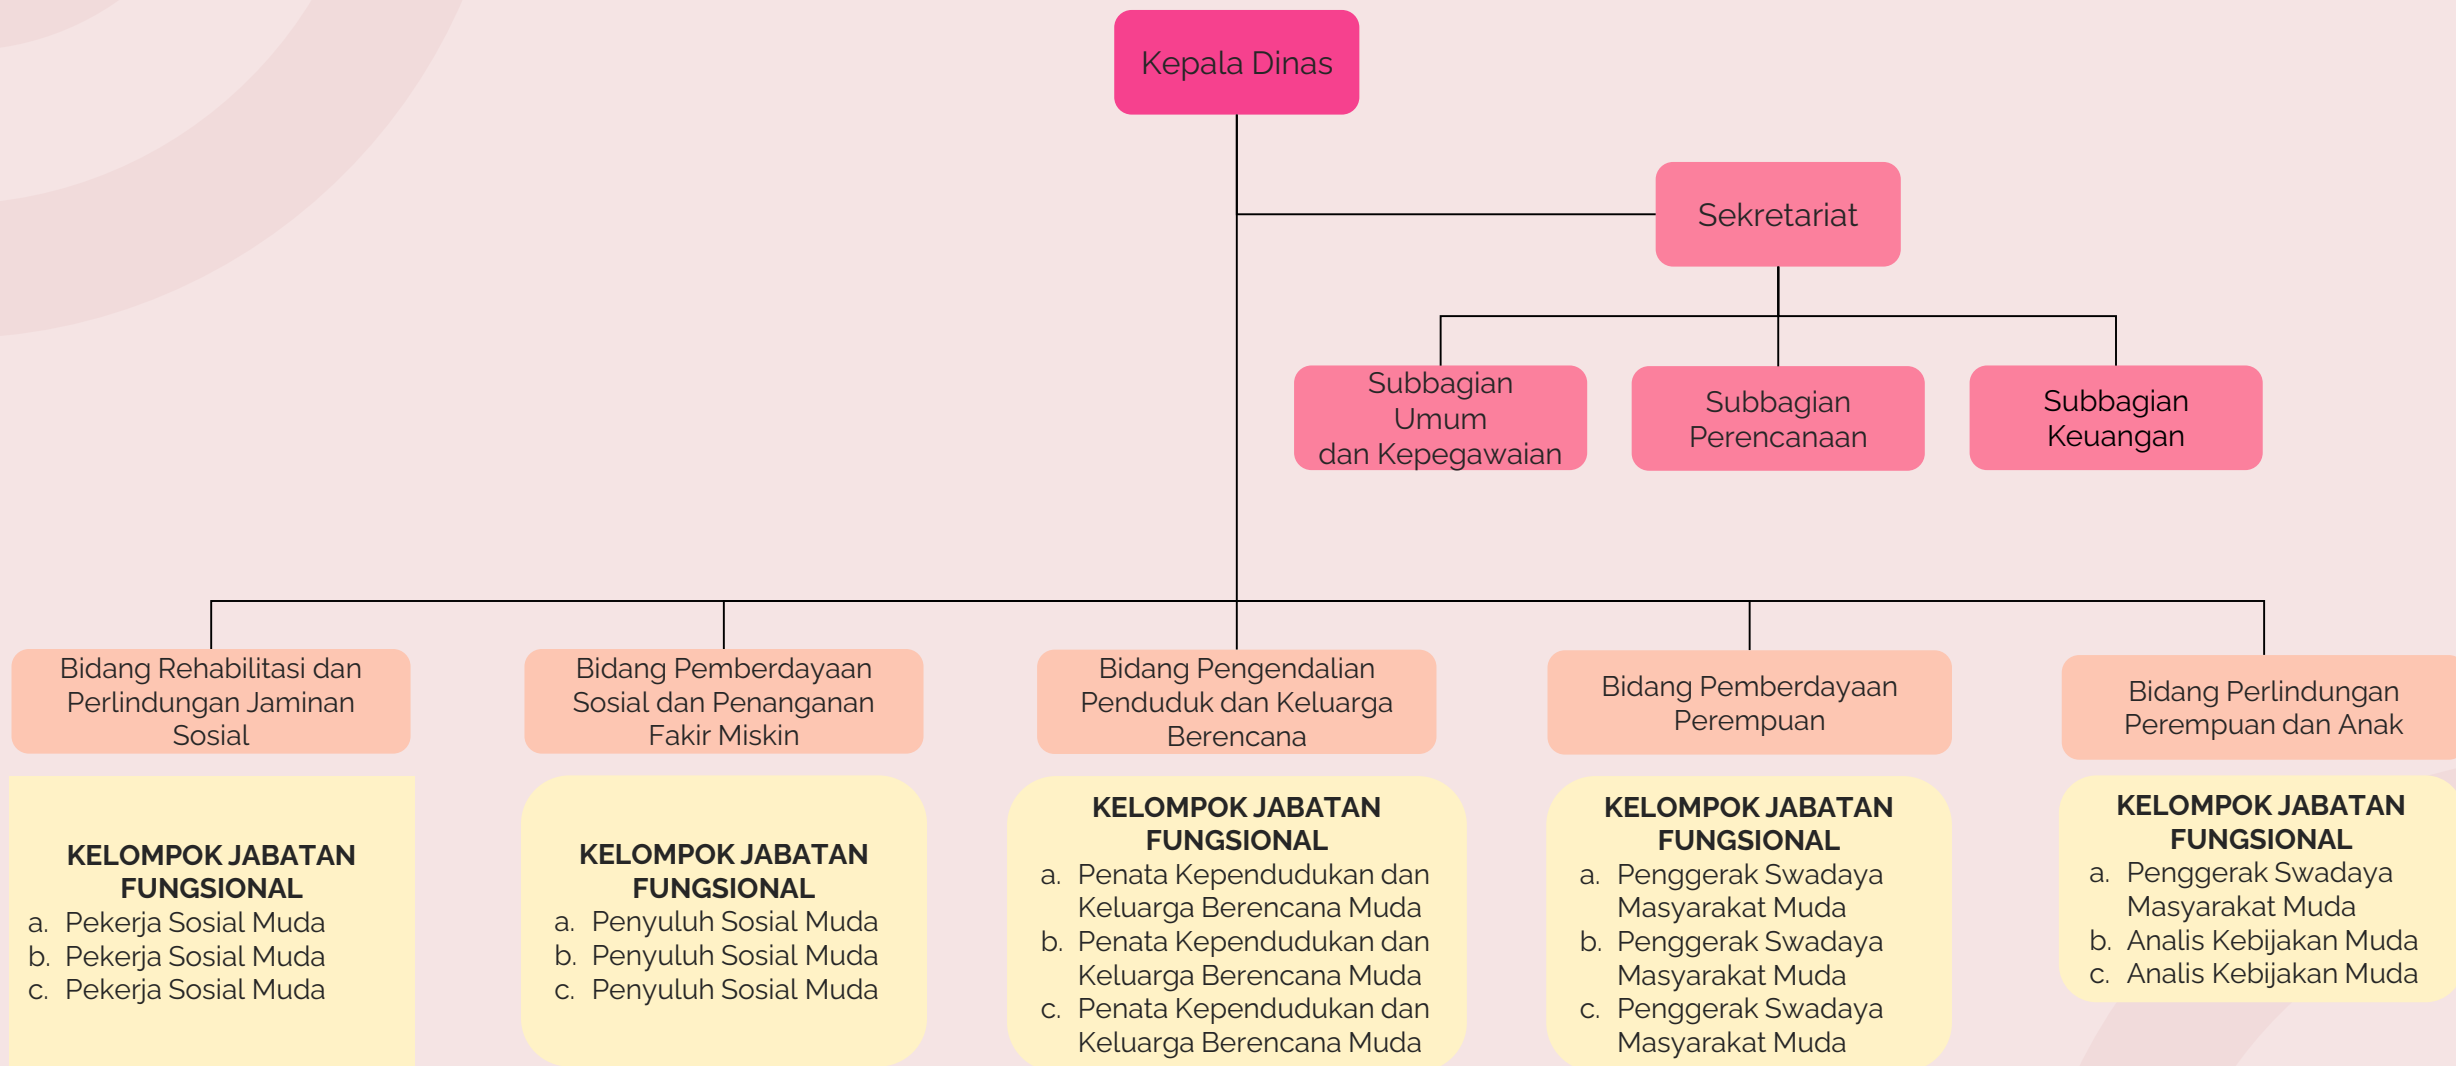 Kepala Dinas
Sekretariat
Subbagian
Umum
dan Kepegawaian
Subbagian
Perencanaan
Subbagian
Keuangan
Bidang Rehabilitasi dan
Perlindungan Jaminan
Sosial
Bidang Pemberdayaan
Sosial dan Penanganan
Fakir Miskin
Bidang Pengendalian
Penduduk dan Keluarga
Berencana
Bidang Pemberdayaan
Perempuan
Bidang Perlindungan
Perempuan dan Anak
KELOMPOK JABATAN
FUNGSIONAL
a. Pekerja Sosial Muda
b. Pekerja Sosial Muda
c. Pekerja Sosial Muda
KELOMPOK JABATAN
FUNGSIONAL
a. Penyuluh Sosial Muda
b. Penyuluh Sosial Muda
c. Penyuluh Sosial Muda
KELOMPOK JABATAN
FUNGSIONAL
a. Penata Kependudukan dan
Keluarga Berencana Muda
b. Penata Kependudukan dan
Keluarga Berencana Muda
c. Penata Kependudukan dan
Keluarga Berencana Muda
KELOMPOK JABATAN
FUNGSIONAL
a. Penggerak Swadaya
Masyarakat Muda
b. Penggerak Swadaya
Masyarakat Muda
c. Penggerak Swadaya
Masyarakat Muda
KELOMPOK JABATAN
FUNGSIONAL
a. Penggerak Swadaya
Masyarakat Muda
b. Analis Kebijakan Muda
c. Analis Kebijakan Muda